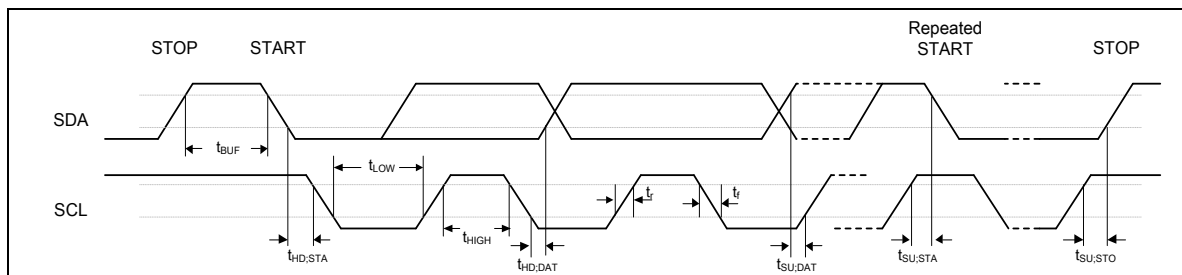 Repeated
STOP START START STOP
SDA
tBUF
tLOW
tr tf
SCL
tHIGH
tHD;STA tHD;DAT tSU;DAT tSU;STA tSU;STO